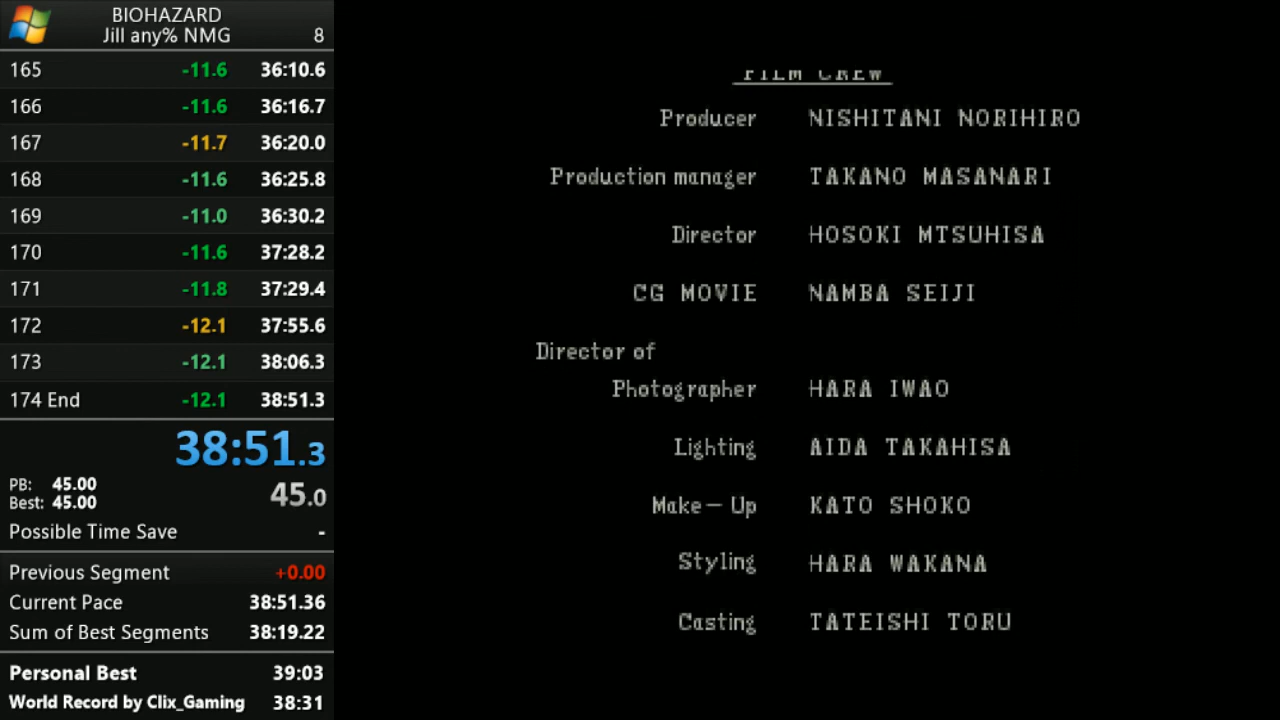 BIOHAZARD
Jill any% NMG 8
165 -11.6 36:10.6
166 -11.6 36:16.7
167 -11.7 36:20.0
168 -11.6 36:25.8
169 -11.0 36:30.2
170 -11.6 37:28.2
171 -11.8 37:29.4
172 -12.1 37:55.6
173 -12.1 38:06.3
174 End -12.1 38:51.3
38:51.3
PB: 45.00
Best: 45.00
45.0
Possible Time Save -
Previous Segment +0.00
Current Pace 38:51.36
Sum of Best Segments 38:19.22
Personal Best 39:03
World Record by Clix_Gaming 38:31
FILM CREW
Producer NISHITANI NORIHIRO
Production manager TAKANO MASANARI
Director HOSOKI MTSUHISA
CG MOVIE NAMBA SEIJI
Director of
Photographer HARA IWAO
Lighting AIDA TAKAHISA
Make-Up KATO SHOKO
Styling HARA WAKANA
Casting TATEISHI TORU